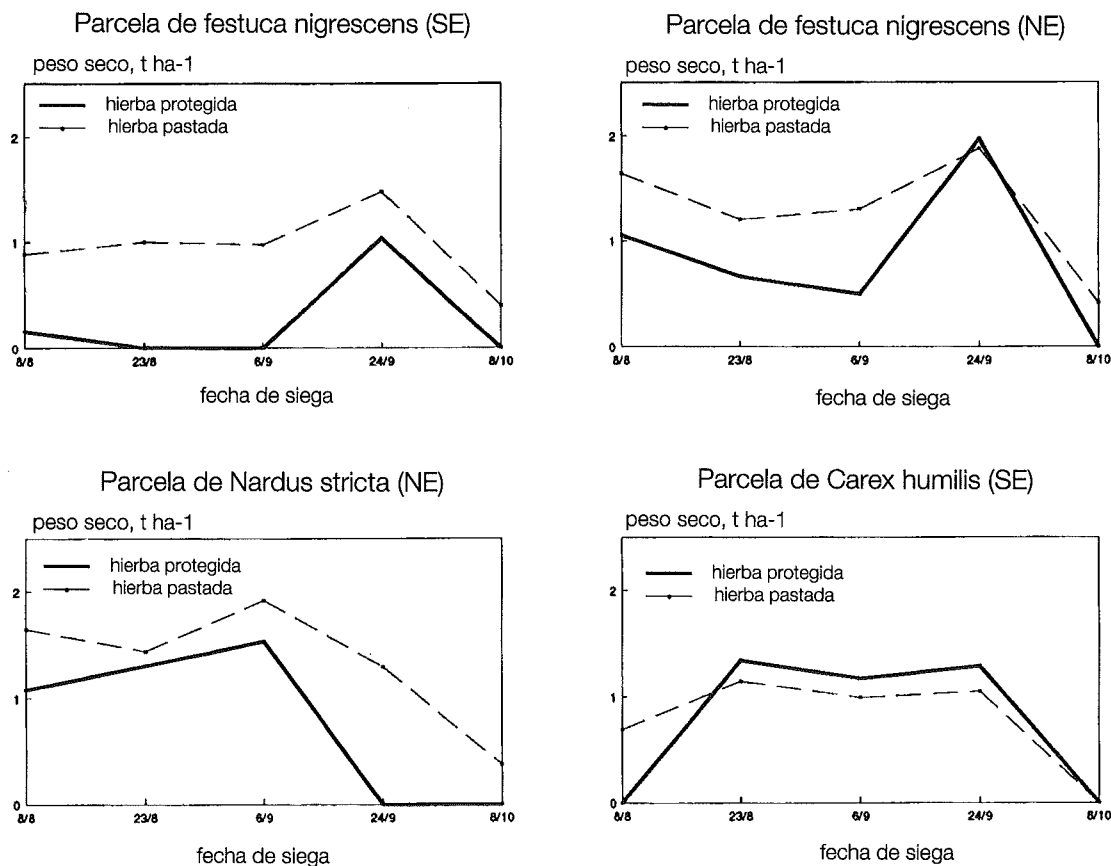 Parcela de festuca nigrescens (SE)
peso seco, t ha-1
hierba protegida
hierba pastada
2
1
0
8/8 23/8 6/9 24/9 8/10
fecha de siega
Parcela de festuca nigrescens (NE)
peso seco, t ha-1
hierba protegida
hierba pastada
2
1
0
8/8 23/8 6/9 24/9 8/10
fecha de siega
Parcela de Nardus stricta (NE)
peso seco, t ha-1
hierba protegida
hierba pastada
2
1
0
8/8 23/8 6/9 24/9 8/10
fecha de siega
Parcela de Carex humilis (SE)
peso seco, t ha-1
hierba protegida
hierba pastada
2
1
0
8/8 23/8 6/9 24/9 8/10
fecha de siega